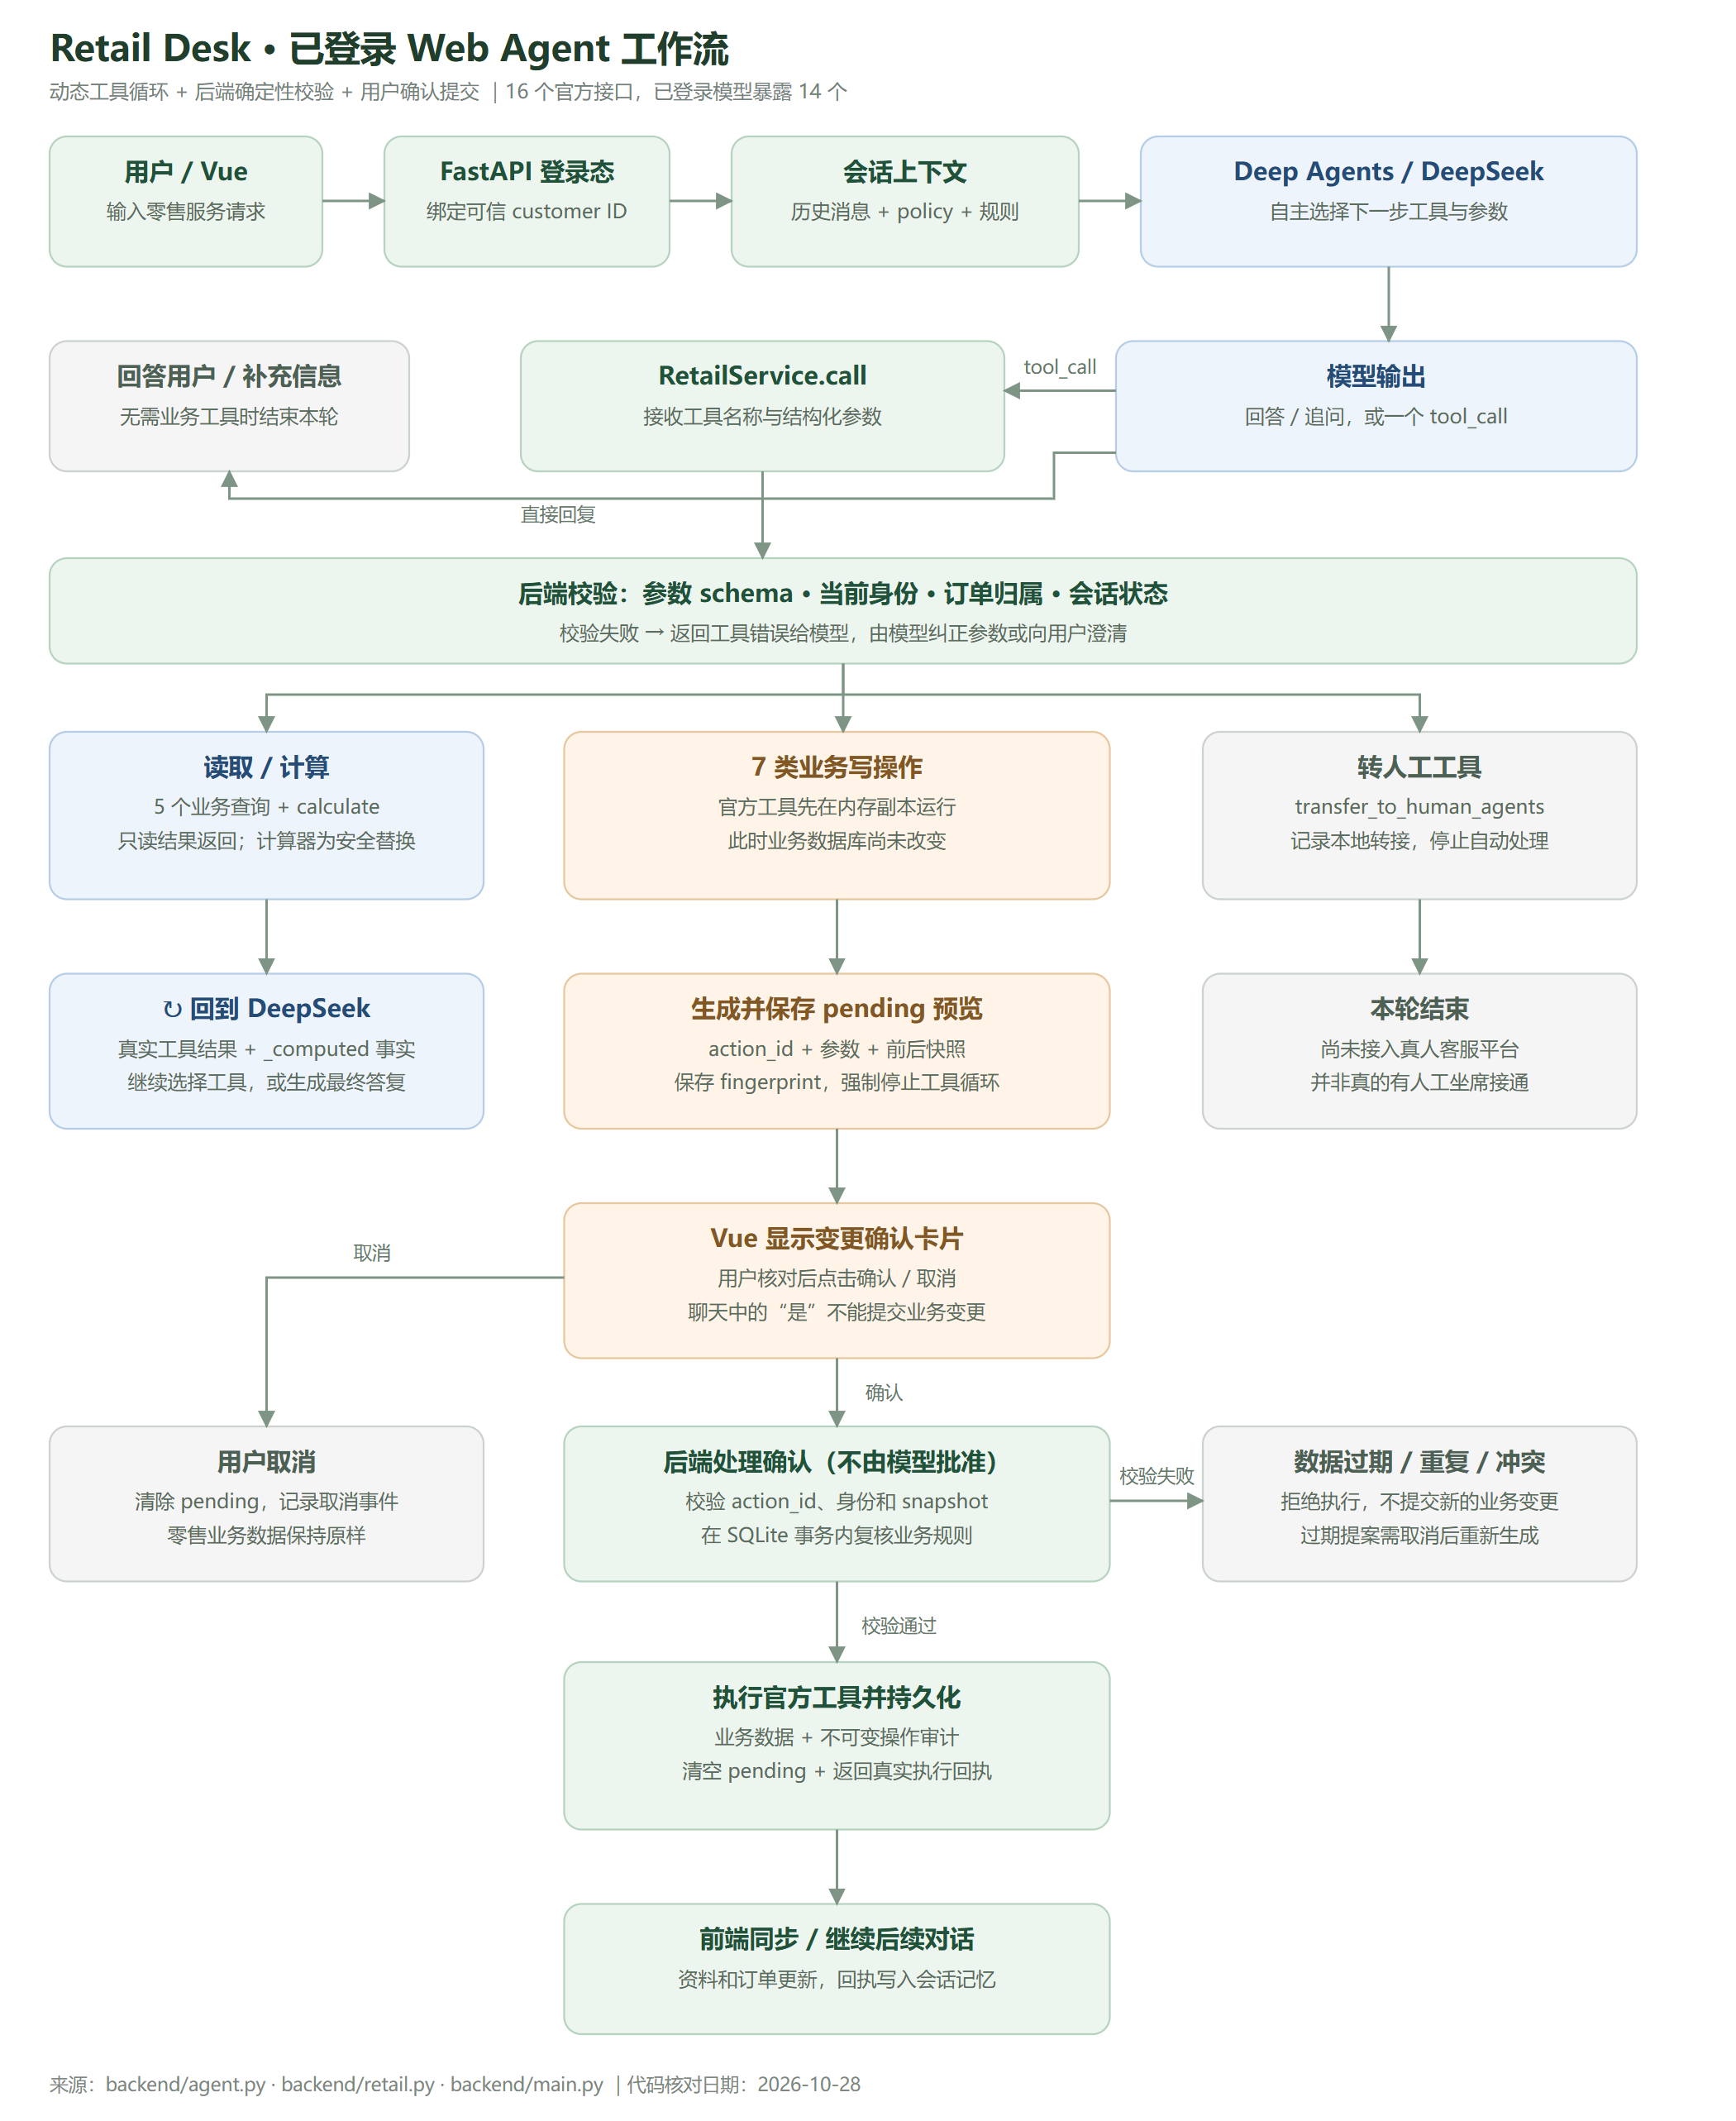 Retail Desk • 已登录 Web Agent 工作流
动态工具循环 + 后端确定性校验 + 用户确认提交 | 16 个官方接口，已登录模型暴露 14 个
用户 / Vue
输入零售服务请求
FastAPI 登录态
绑定可信 customer ID
会话上下文
历史消息 + policy + 规则
Deep Agents / DeepSeek
自主选择下一步工具与参数
回答用户 / 补充信息
无需业务工具时结束本轮
RetailService.call
接收工具名称与结构化参数
tool_call
模型输出
回答 / 追问，或一个 tool_call
直接回复
后端校验：参数 schema • 当前身份 • 订单归属 • 会话状态
校验失败 → 返回工具错误给模型，由模型纠正参数或向用户澄清
读取 / 计算
5 个业务查询 + calculate
只读结果返回；计算器为安全替换
7 类业务写操作
官方工具先在内存副本运行
此时业务数据库尚未改变
转人工工具
transfer_to_human_agents
记录本地转接，停止自动处理
↻ 回到 DeepSeek
真实工具结果 + _computed 事实
继续选择工具，或生成最终答复
生成并保存 pending 预览
action_id + 参数 + 前后快照
保存 fingerprint，强制停止工具循环
本轮结束
尚未接入真人客服平台
并非真的有人工坐席接通
Vue 显示变更确认卡片
用户核对后点击确认 / 取消
聊天中的“是”不能提交业务变更
取消
确认
用户取消
清除 pending，记录取消事件
零售业务数据保持原样
后端处理确认（不由模型批准）
校验 action_id、身份和 snapshot
在 SQLite 事务内复核业务规则
校验失败
数据过期 / 重复 / 冲突
拒绝执行，不提交新的业务变更
过期提案需取消后重新生成
校验通过
执行官方工具并持久化
业务数据 + 不可变操作审计
清空 pending + 返回真实执行回执
前端同步 / 继续后续对话
资料和订单更新，回执写入会话记忆
来源：backend/agent.py · backend/retail.py · backend/main.py | 代码核对日期：2026-10-28